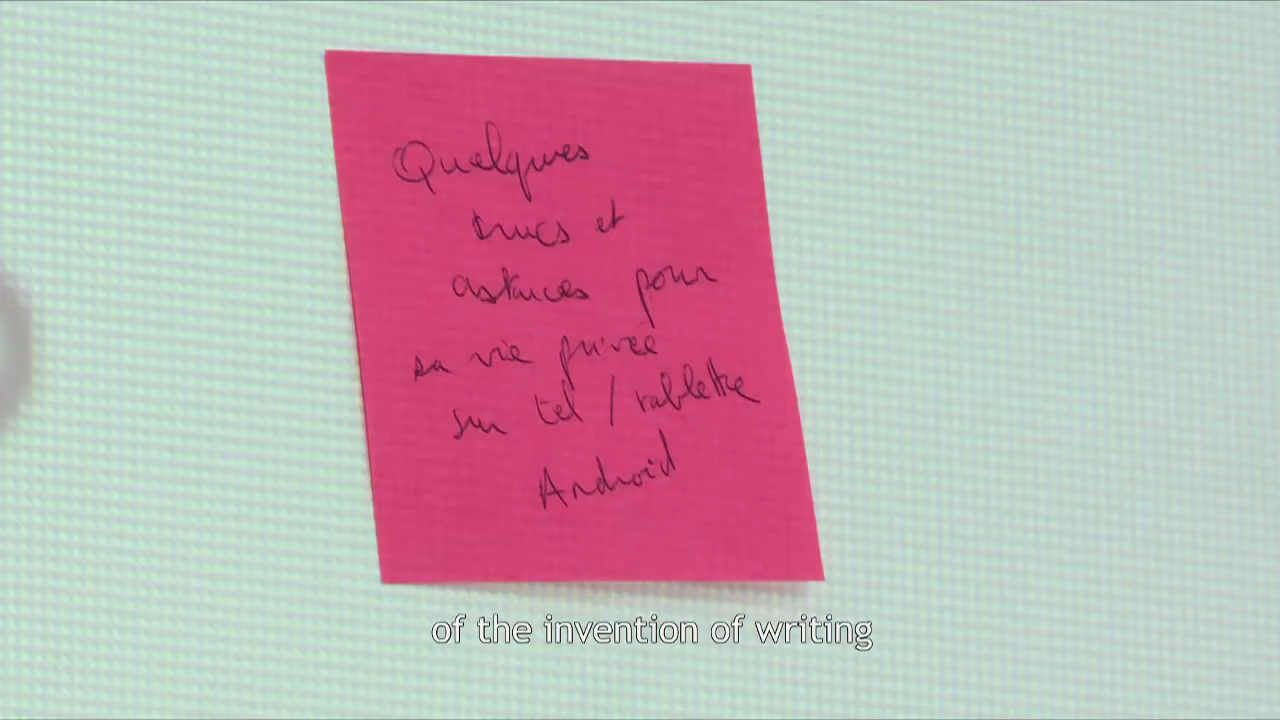 Quelques
trucs et
astuces pour
sa vie privée
sur tel / tablette
Android
of the invention of writing